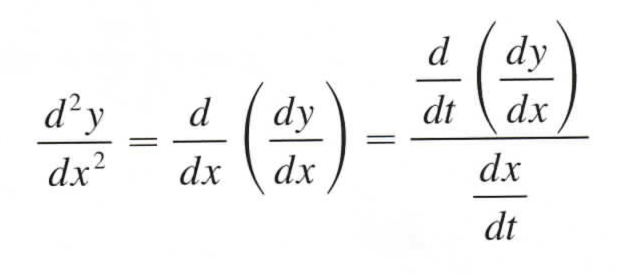 d²y/dx² = d/dx (dy/dx) = (d/dt (dy/dx))/(dx/dt)